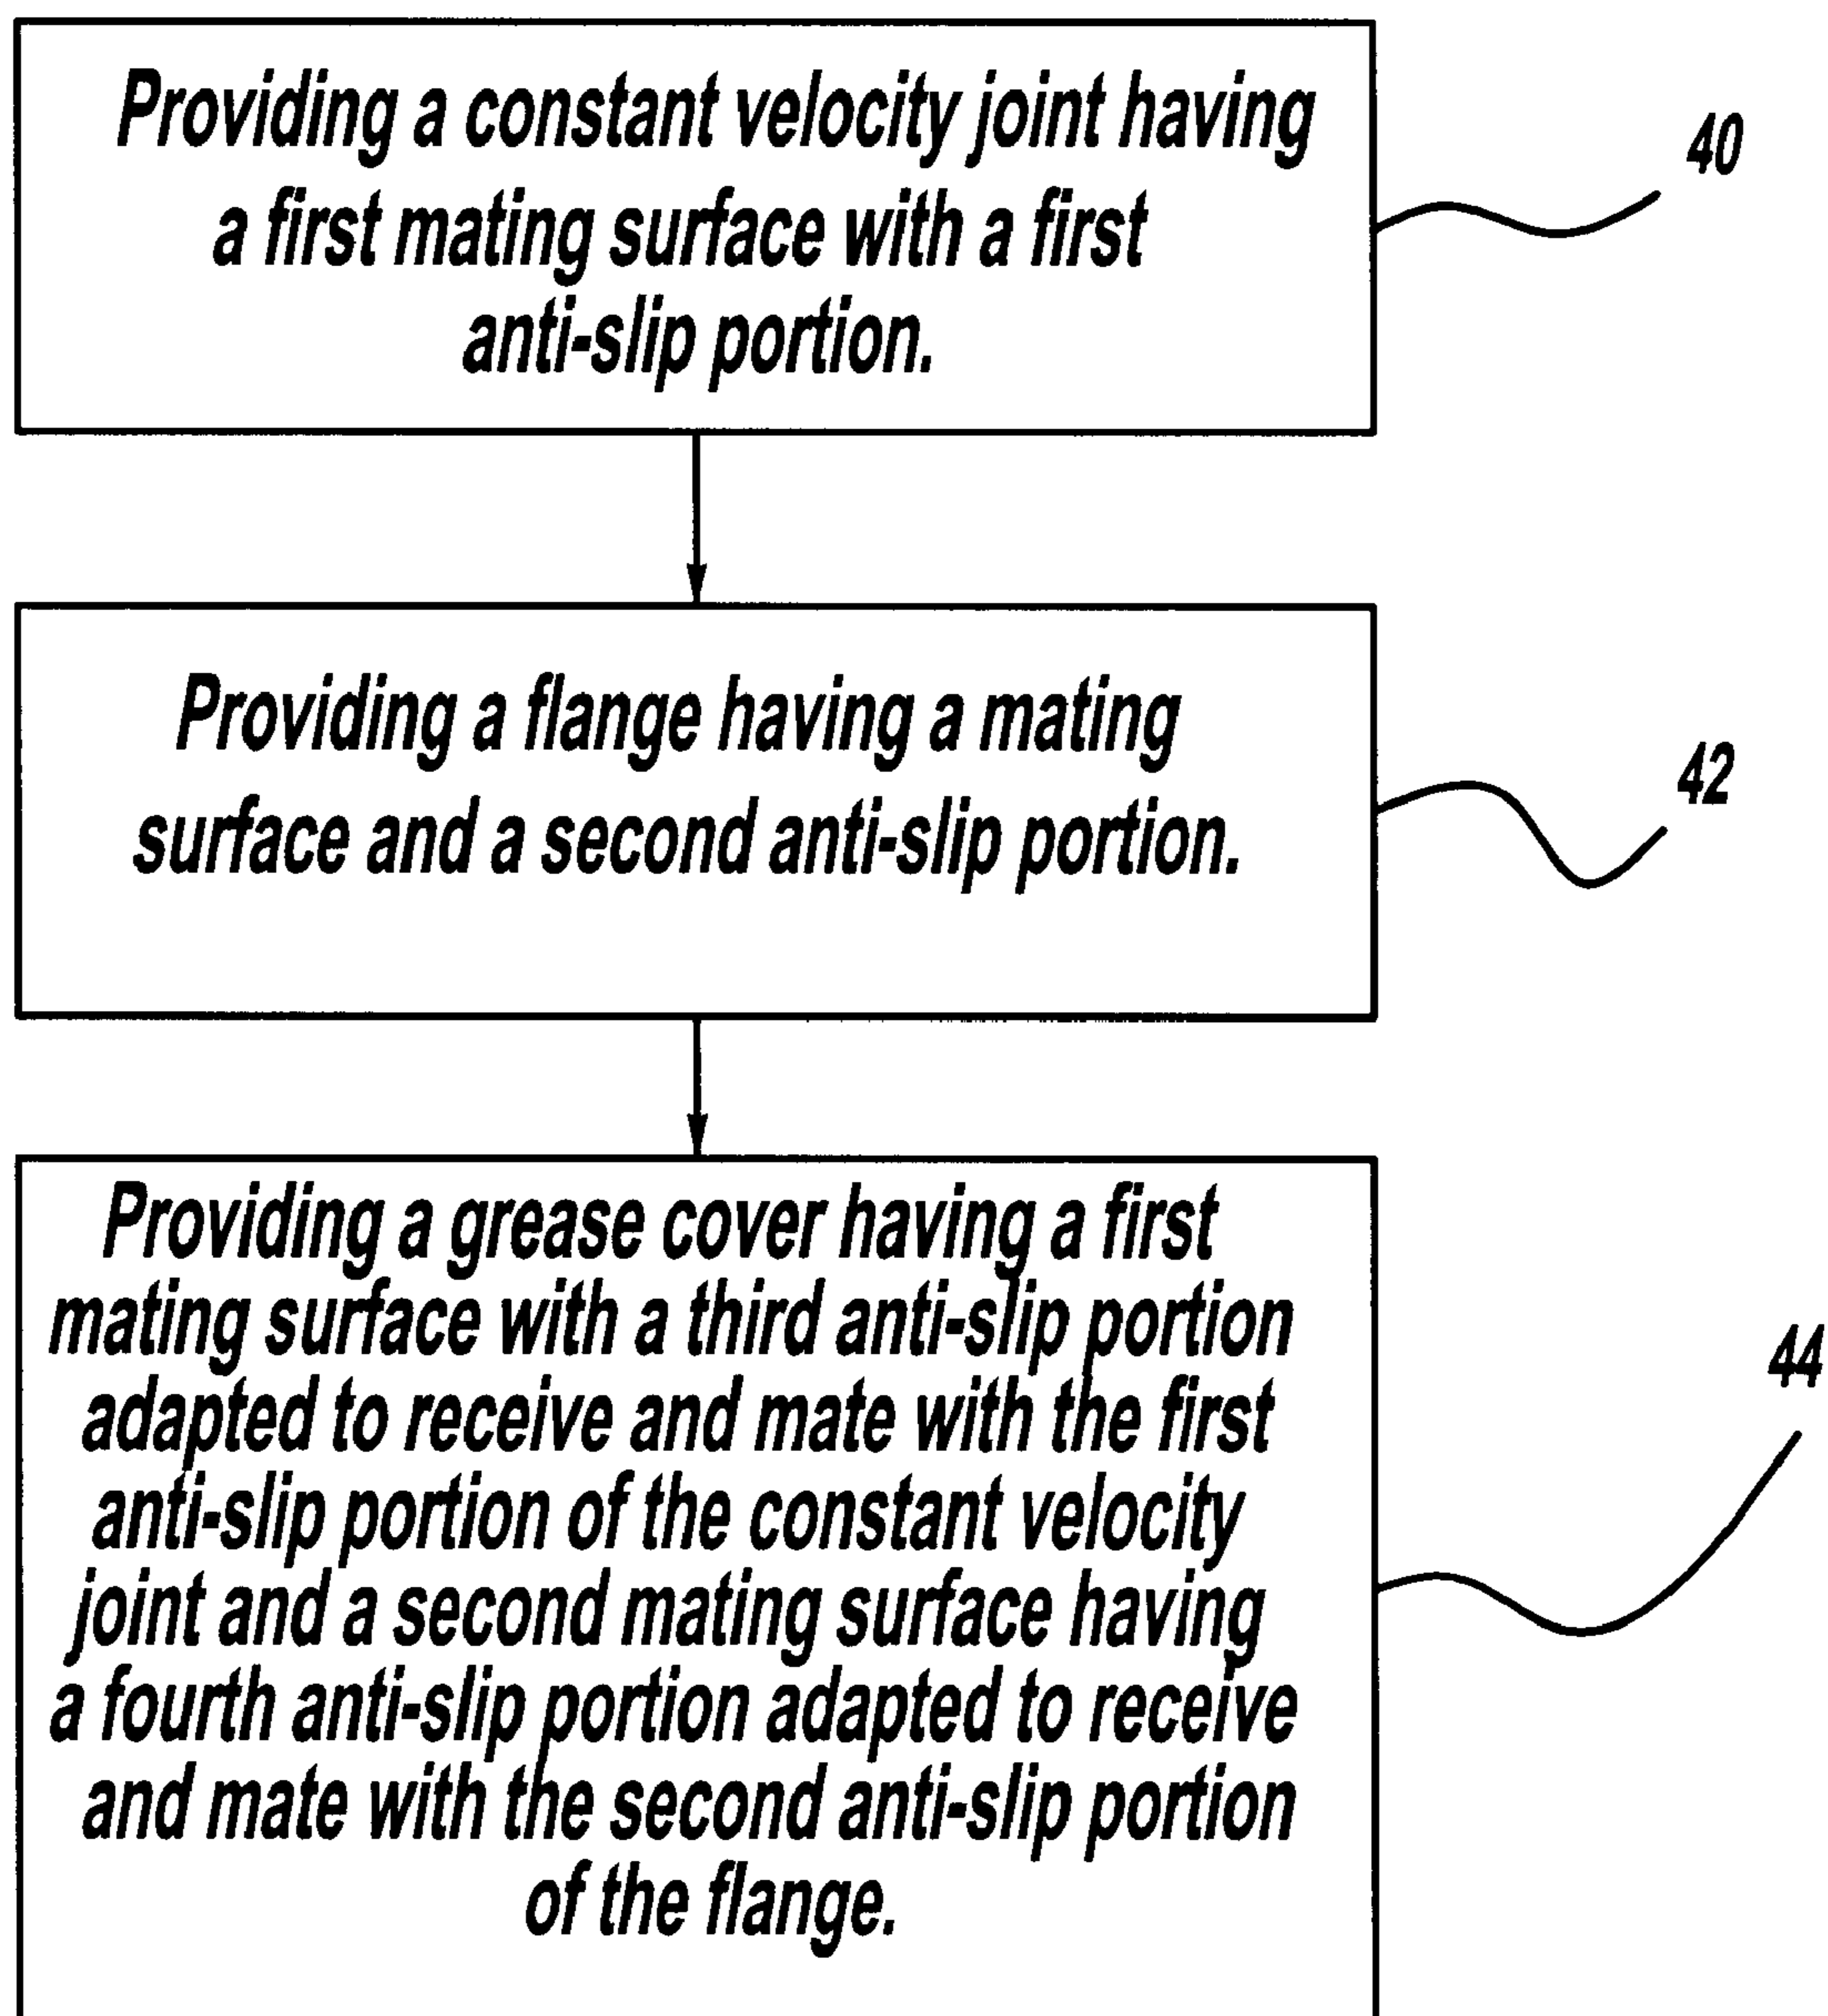 Providing a constant velocity joint having
a first mating surface with a first
anti-slip portion.
40
Providing a flange having a mating
surface and a second anti-slip portion.
42
Providing a grease cover having a first
mating surface with a third anti-slip portion
adapted to receive and mate with the first
anti-slip portion of the constant velocity
joint and a second mating surface having
a fourth anti-slip portion adapted to receive
and mate with the second anti-slip portion
of the flange.
44